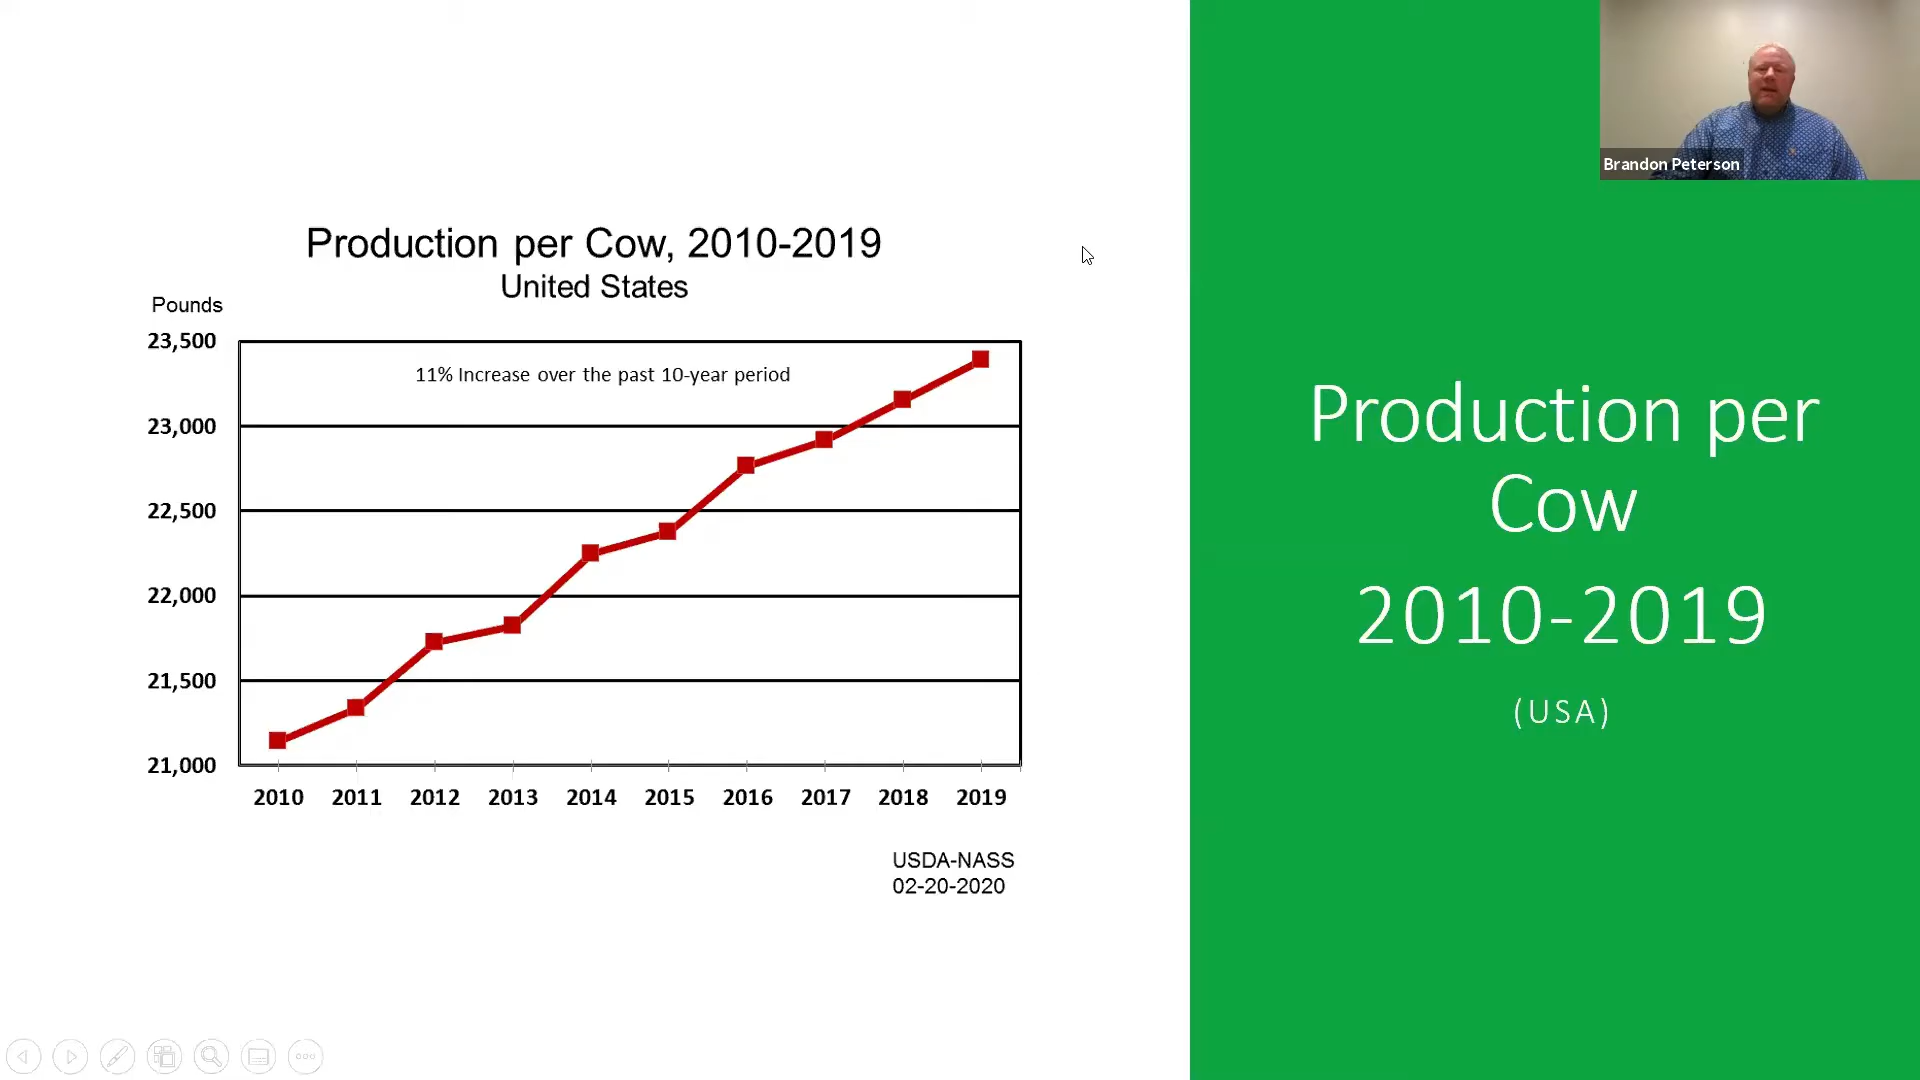 Production per Cow, 2010-2019
United States
Pounds
23,500
23,000
22,500
22,000
21,500
21,000
11% Increase over the past 10-year period
2010 2011 2012 2013 2014 2015 2016 2017 2018 2019
USDA-NASS
02-20-2020
Brandon Peterson
Production per
Cow
2010-2019
(USA)